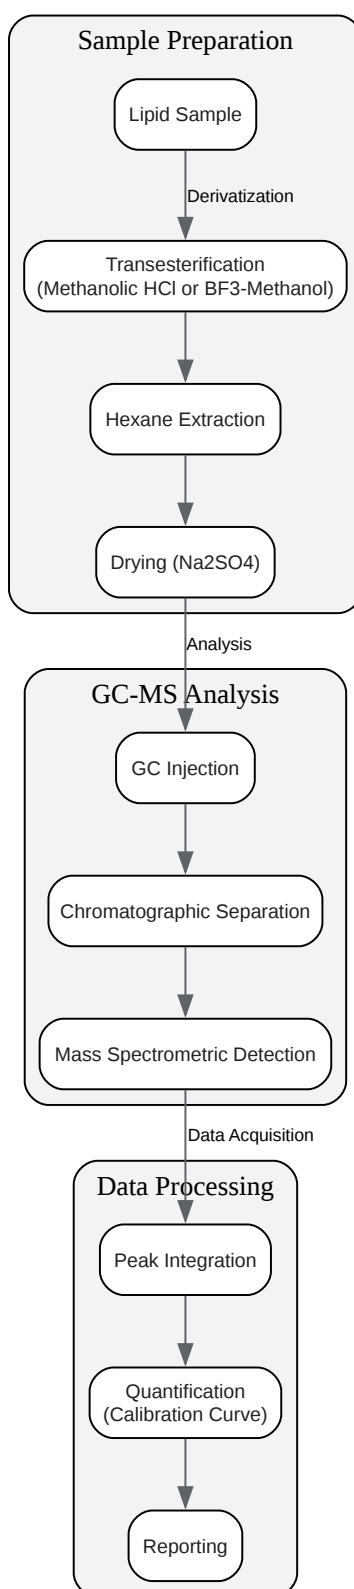 Sample Preparation
Lipid Sample
Derivatization
Transesterification
(Methanolic HCl or BF3-Methanol)
Hexane Extraction
Drying (Na2SO4)
Analysis
GC-MS Analysis
GC Injection
Chromatographic Separation
Mass Spectrometric Detection
Data Acquisition
Data Processing
Peak Integration
Quantification
(Calibration Curve)
Reporting